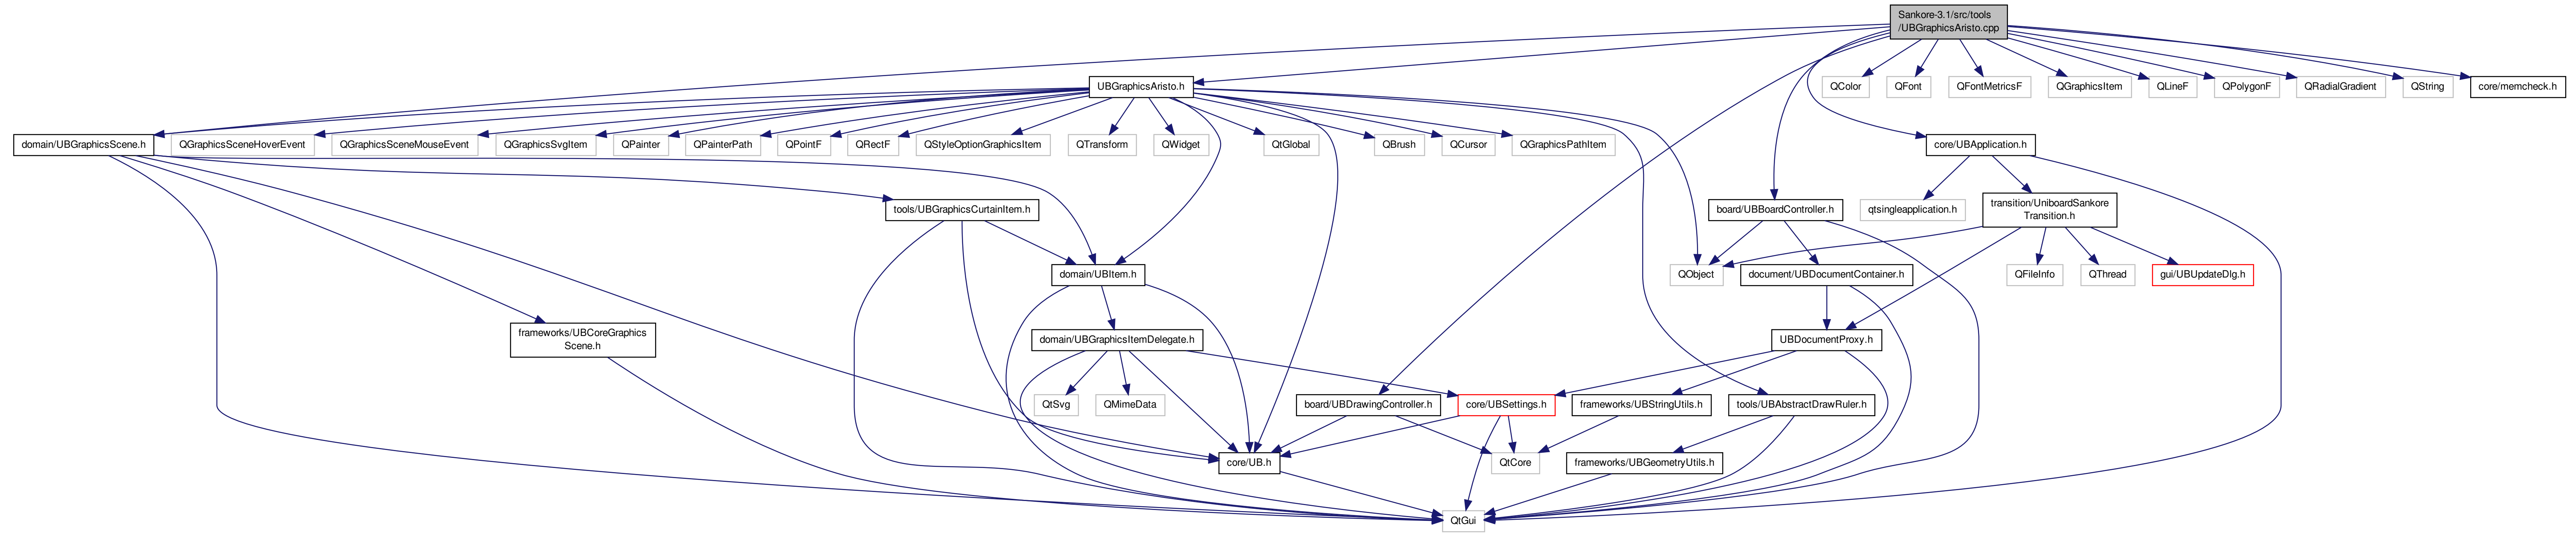 Sankore-3.1/src/tools
/UBGraphicsAristo.cpp
UBGraphicsAristo.h
QColor
QFont
QFontMetricsF
QGraphicsItem
QLineF
QPolygonF
QRadialGradient
QString
core/memcheck.h
domain/UBGraphicsScene.h
QGraphicsSceneHoverEvent
QGraphicsSceneMouseEvent
QGraphicsSvgItem
QPainter
QPainterPath
QPointF
QRectF
QStyleOptionGraphicsItem
QTransform
QWidget
QtGlobal
QBrush
QCursor
QGraphicsPathItem
core/UBApplication.h
tools/UBGraphicsCurtainItem.h
board/UBBoardController.h
qtsingleapplication.h
transition/UniboardSankore
Transition.h
domain/UBItem.h
QObject
document/UBDocumentContainer.h
QFileInfo
QThread
gui/UBUpdateDlg.h
frameworks/UBCoreGraphics
Scene.h
domain/UBGraphicsItemDelegate.h
UBDocumentProxy.h
QtSvg
QMimeData
board/UBDrawingController.h
core/UBSettings.h
frameworks/UBStringUtils.h
tools/UBAbstractDrawRuler.h
core/UB.h
QtCore
frameworks/UBGeometryUtils.h
QtGui